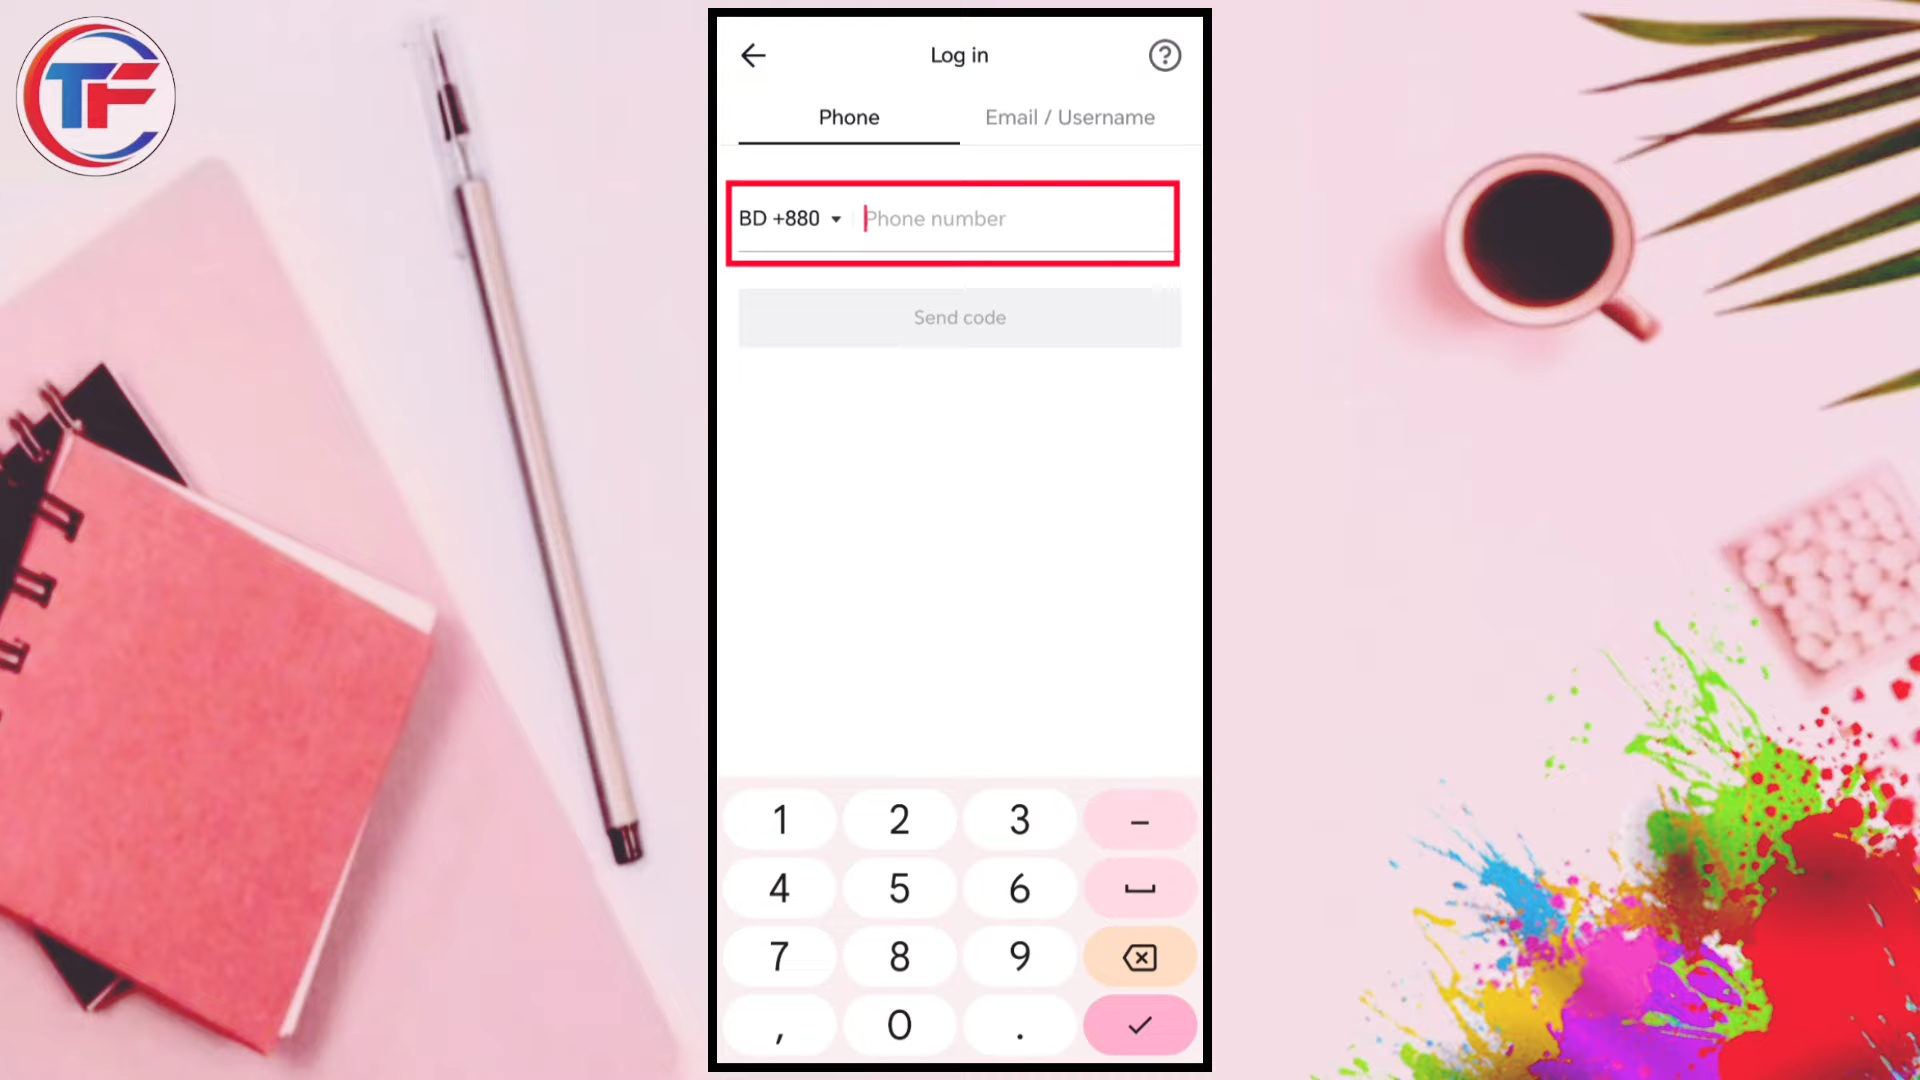 TF
Log in
Phone
Email / Username
BD +880
Phone number
Send code
1 2 3 –
4 5 6
7 8 9
, 0 .